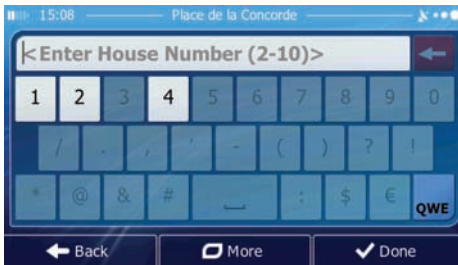 15:08 Place de la Concorde
<Enter House Number (2-10)>
1 2 3 4 5 6 7 8 9 0
/ . , ' - ( ) ? !
* @ & # : $ € QWE
Back More Done